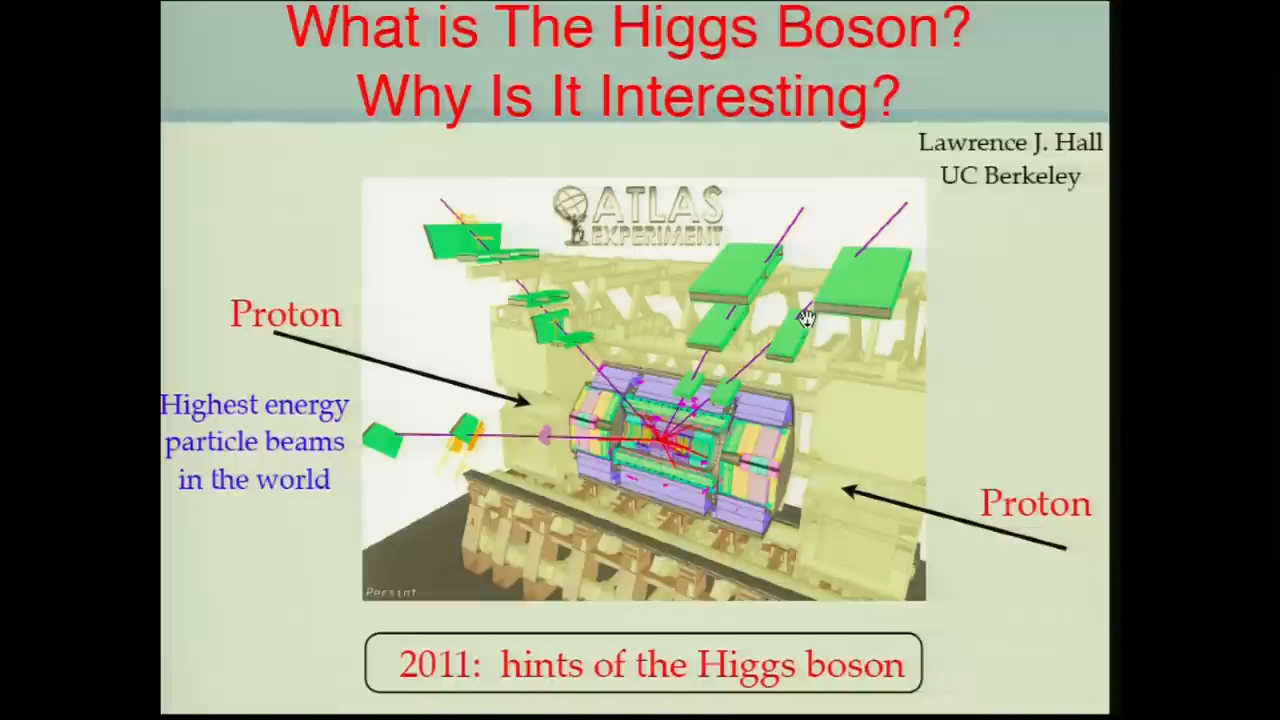 What is The Higgs Boson?
Why Is It Interesting?
Lawrence J. Hall
UC Berkeley
ATLAS
EXPERIMENT
Proton
Highest energy
particle beams
in the world
Proton
Persint
2011: hints of the Higgs boson